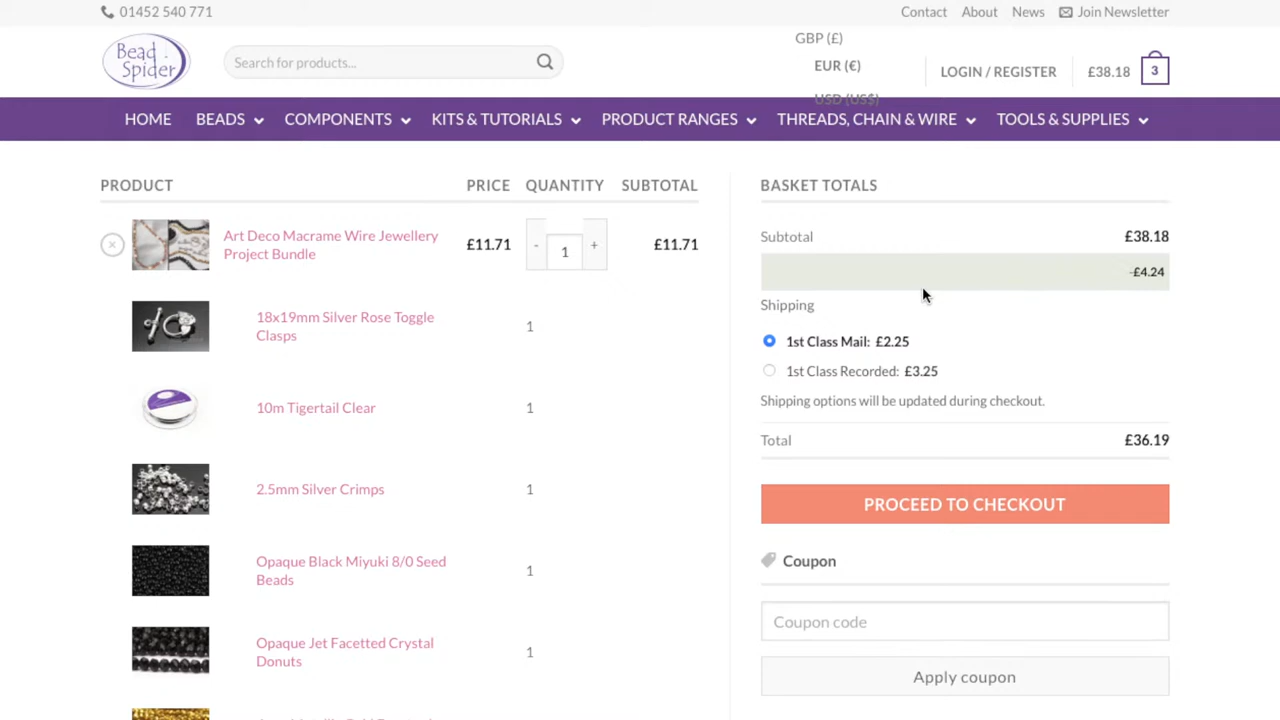 01452 540 771
Contact About News Join Newsletter
Bead
Spider
Search for products...
GBP (£)
EUR (€)
USD (US$)
LOGIN / REGISTER
£38.18
3
HOME BEADS COMPONENTS KITS & TUTORIALS PRODUCT RANGES THREADS, CHAIN & WIRE TOOLS & SUPPLIES
PRODUCT PRICE QUANTITY SUBTOTAL
Art Deco Macrame Wire Jewellery
Project Bundle
£11.71 - 1 + £11.71
18x19mm Silver Rose Toggle
Clasps
1
10m Tigertail Clear 1
2.5mm Silver Crimps 1
Opaque Black Miyuki 8/0 Seed
Beads
1
Opaque Jet Facetted Crystal
Donuts
1
BASKET TOTALS
Subtotal £38.18
-£4.24
Shipping
1st Class Mail: £2.25
1st Class Recorded: £3.25
Shipping options will be updated during checkout.
Total £36.19
PROCEED TO CHECKOUT
Coupon
Coupon code
Apply coupon